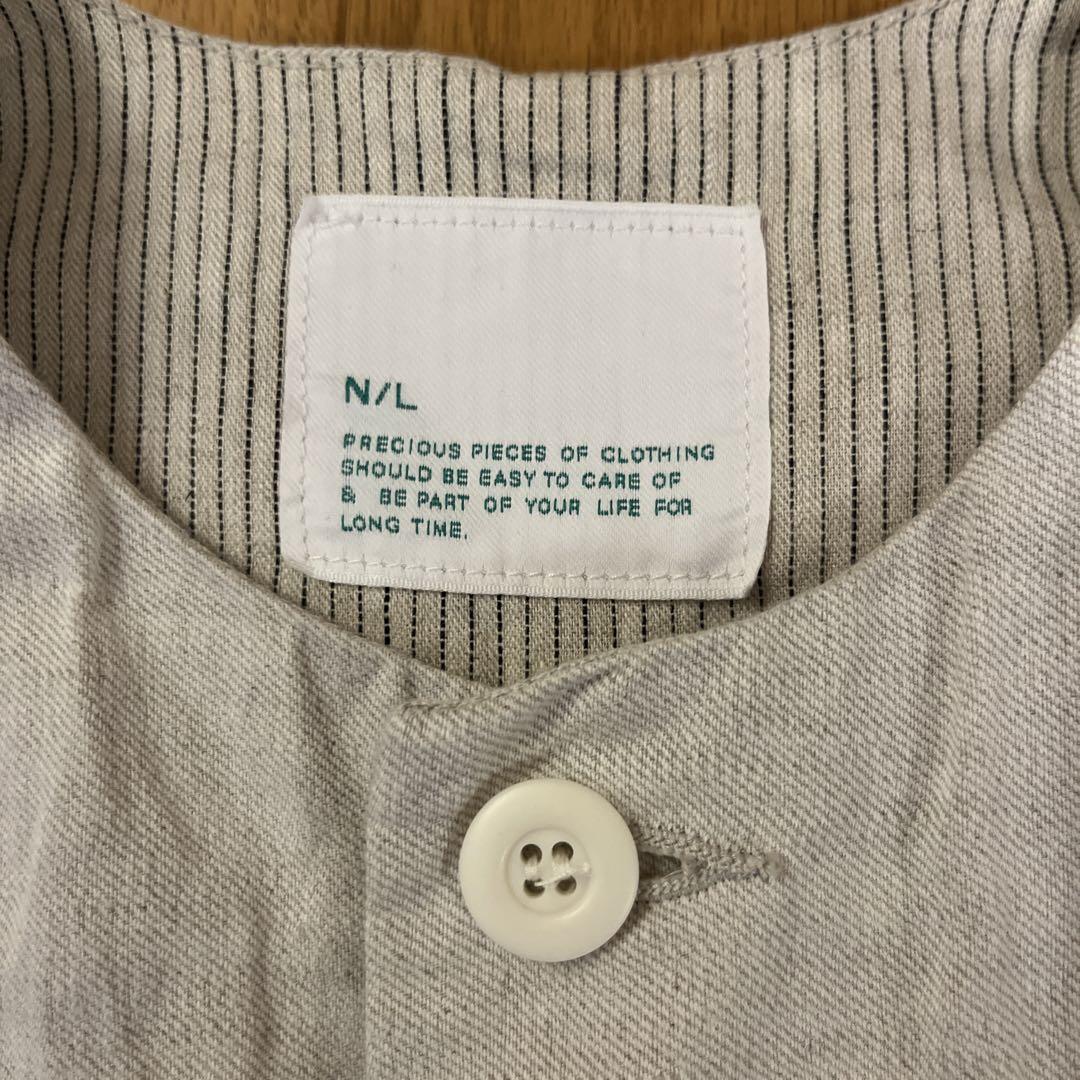 N/L
PRECIOUS PIECES OF CLOTHING
SHOULD BE EASY TO CARE OF
& BE PART OF YOUR LIFE FOR
LONG TIME.